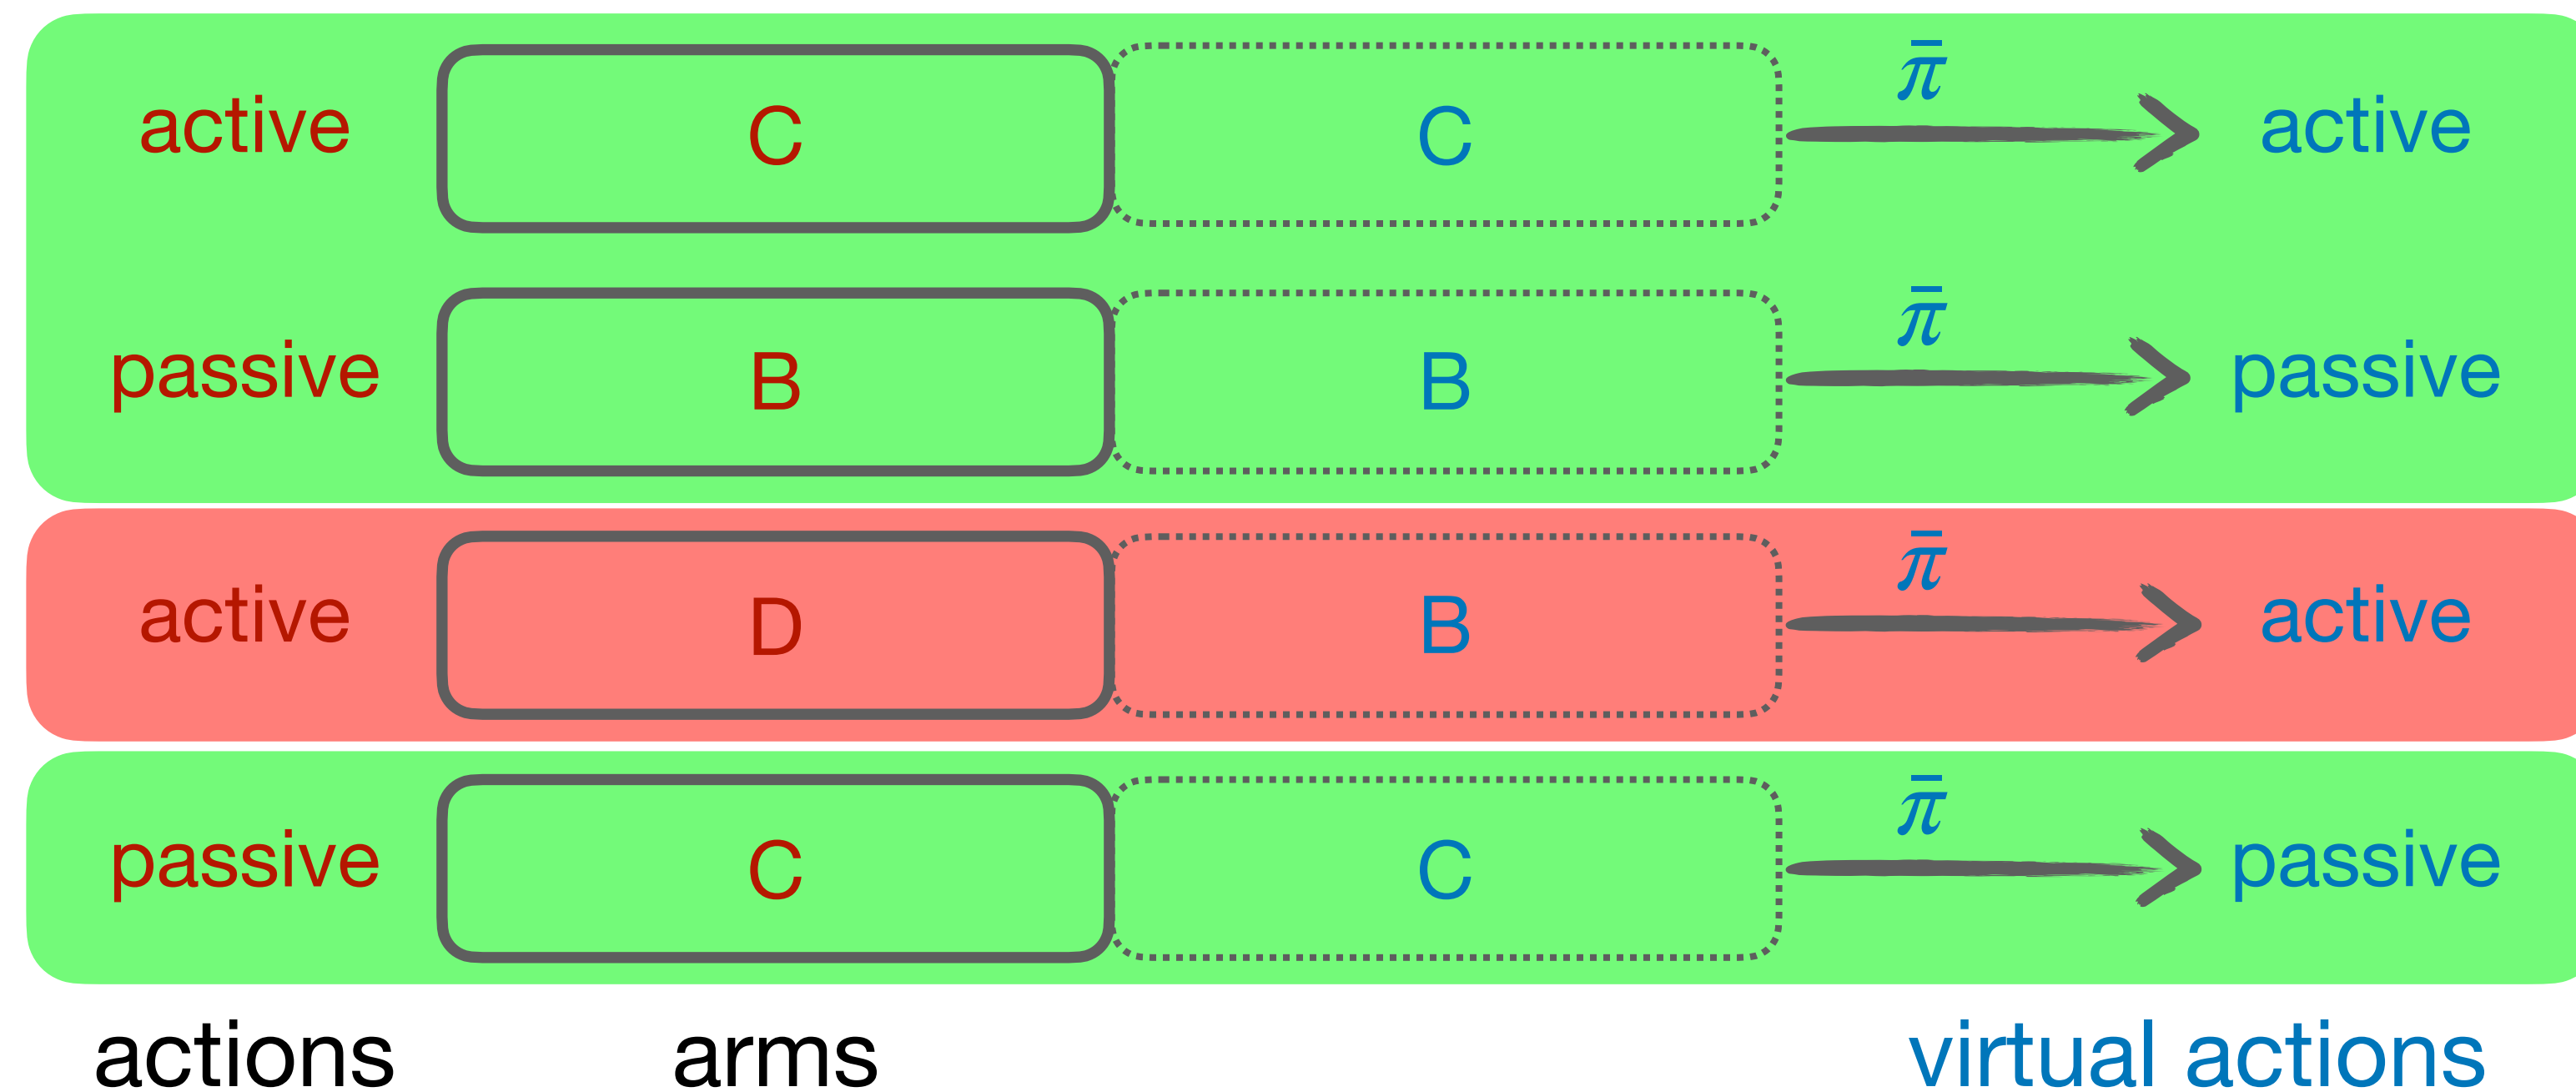 active C C π̄ active
passive B B π̄ passive
active D B π̄ active
passive C C π̄ passive
actions arms virtual actions